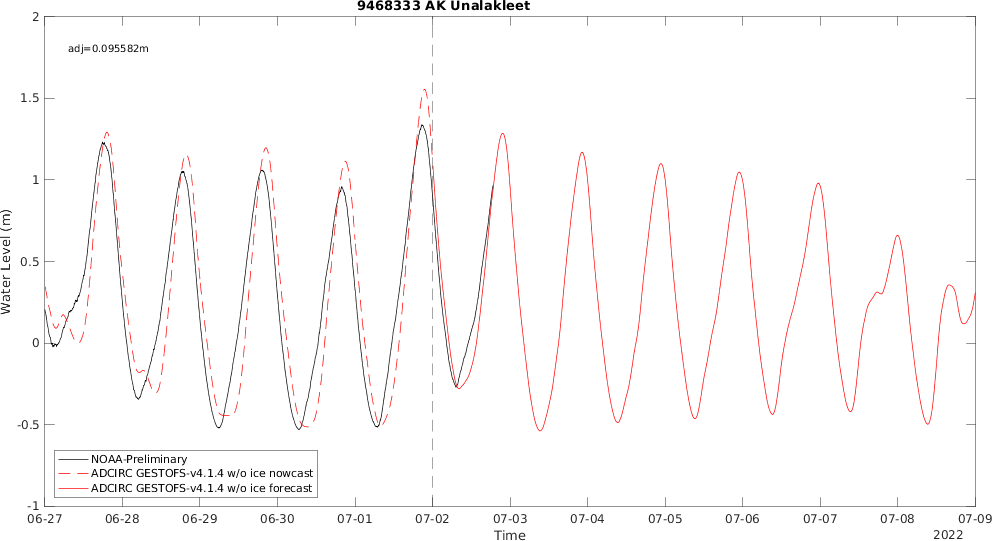 9468333 AK Unalakleet
adj=0.095582m
Water Level (m)
2
1.5
1
0.5
0
-0.5
-1
NOAA-Preliminary
ADCIRC GESTOFS-v4.1.4 w/o ice nowcast
ADCIRC GESTOFS-v4.1.4 w/o ice forecast
06-27 06-28 06-29 06-30 07-01 07-02 07-03 07-04 07-05 07-06 07-07 07-08 07-09
Time
2022